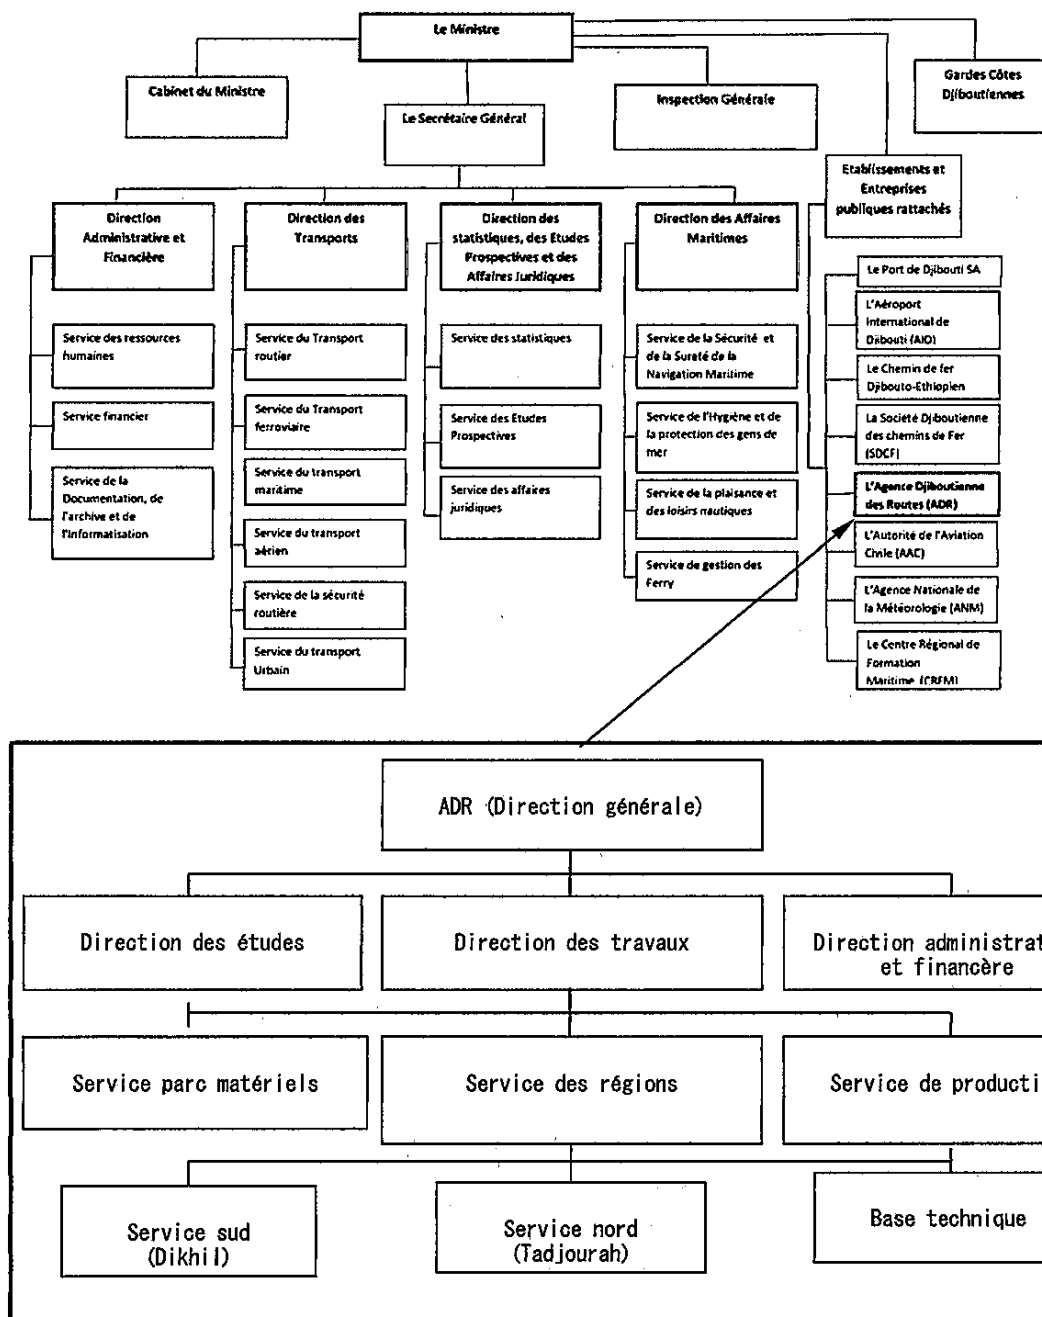 Le Ministre
Cabinet du Ministre
Le Secrétaire Général
Inspection Générale
Gardes Côtes
Djiboutiennes
Etablissements et
Entreprises
publiques rattachés
Direction
Administrative et
Financière
Service des ressources
humaines
Service financier
Service de la
Documentation, de
l'archive et de
l'Informatisation
Direction des
Transports
Service du Transport
routier
Service du Transport
ferroviaire
Service du transport
maritime
Service du transport
aérien
Service de la sécurité
routière
Service du transport
Urbain
Direction des
statistiques, des Etudes
Prospectives et des
Affaires Juridiques
Service des statistiques
Service des Etudes
Prospectives
Service des affaires
juridiques
Direction des Affaires
Maritimes
Service de la Sécurité et
de la Sureté de la
Navigation Maritime
Service de l'Hygiène et de
la protection des gens de
mer
Service de la plaisance et
des loisirs nautiques
Service de gestion des
Ferry
Le Port de Djibouti SA
L'Aéroport
International de
Djibouti (AID)
Le Chemin de fer
Djibouto-Ethiopien
La Société Djiboutienne
des chemins de Fer
(SDCF)
L'Agence Djiboutienne
des Routes (ADR)
L'Autorité de l'Aviation
Civile (AAC)
L'Agence Nationale de
la Météorologie (ANM)
Le Centre Régional de
Formation
Maritime (CRFM)
ADR (Direction générale)
Direction des études
Direction des travaux
Direction administrat
et financère
Service parc matériels
Service des régions
Service de producti
Service sud
(Dikhil)
Service nord
(Tadjourah)
Base technique